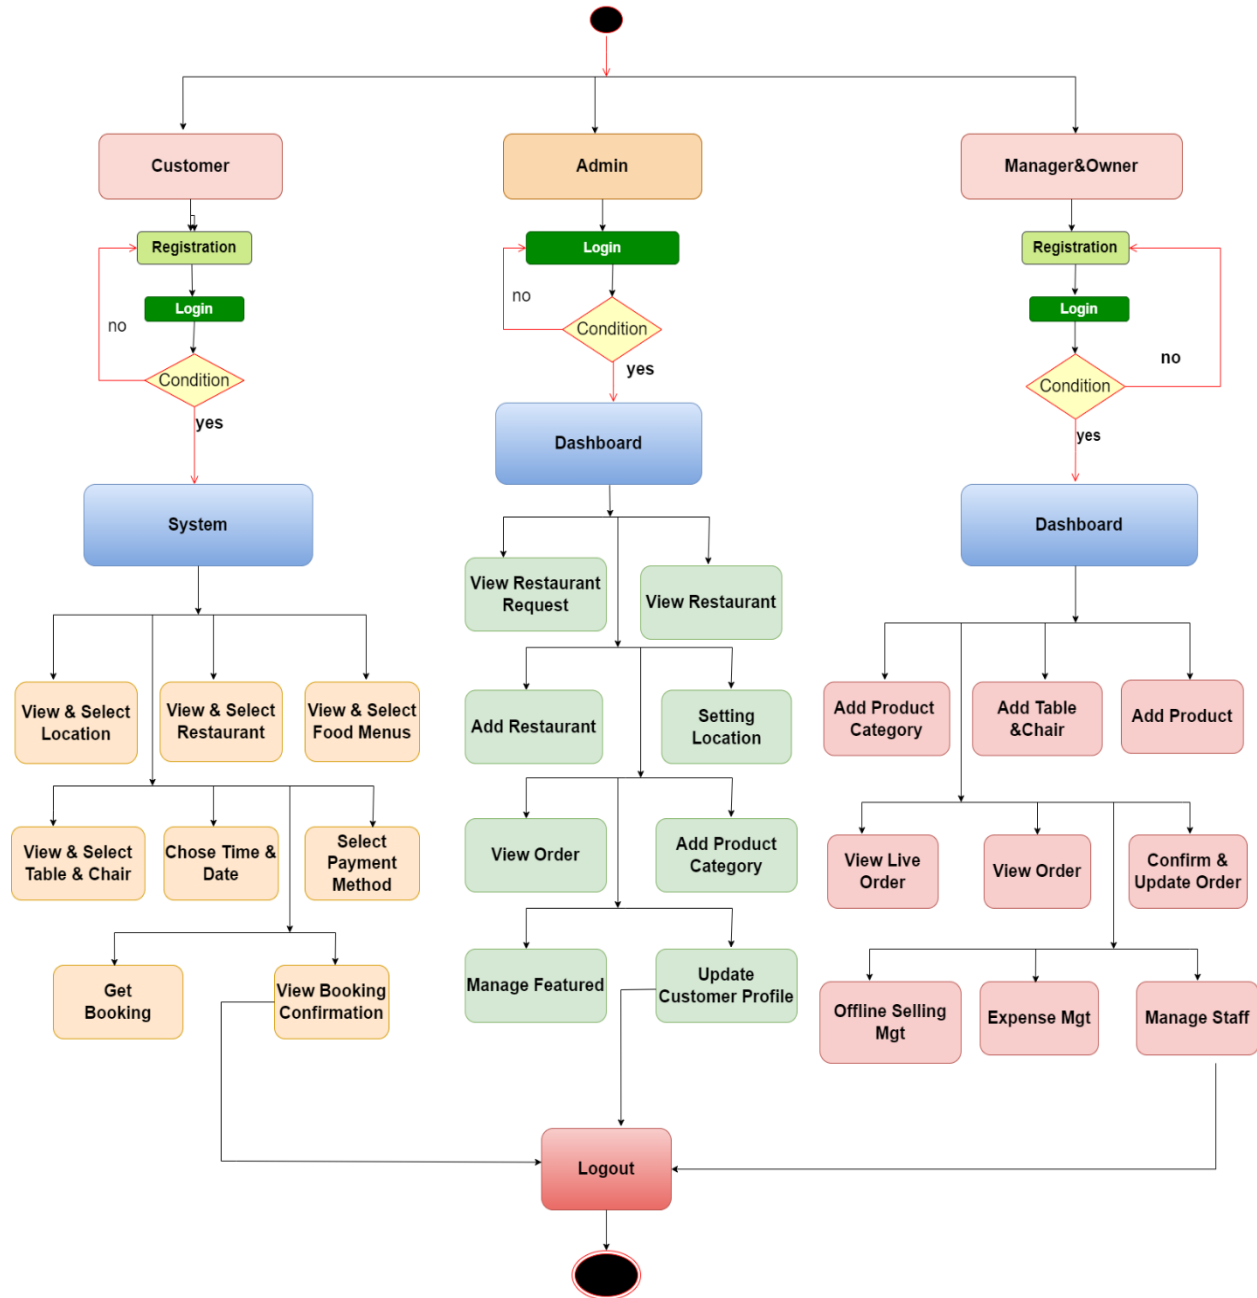 Customer
Admin
Manager&Owner
Registration
Login
Registration
Login
no
Login
no
Condition
yes
Condition
yes
Condition
no
yes
Dashboard
System
Dashboard
View Restaurant
Request
View Restaurant
View & Select
Location
View & Select
Restaurant
View & Select
Food Menus
Add Restaurant
Setting
Location
Add Product
Category
Add Table
&Chair
Add Product
View & Select
Table & Chair
Chose Time &
Date
Select
Payment
Method
View Order
Add Product
Category
View Live
Order
View Order
Confirm &
Update Order
Get
Booking
View Booking
Confirmation
Manage Featured
Update
Customer Profile
Offline Selling
Mgt
Expense Mgt
Manage Staff
Logout